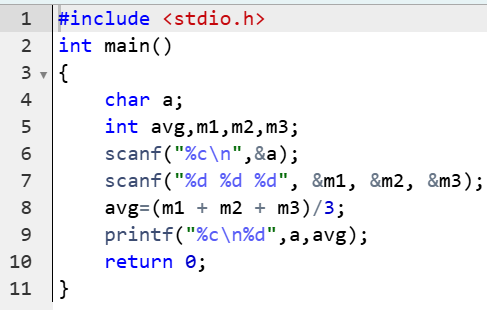 1 #include <stdio.h>
2 int main()
3 {
4     char a;
5     int avg,m1,m2,m3;
6     scanf("%c\n",&a);
7     scanf("%d %d %d", &m1, &m2, &m3);
8     avg=(m1 + m2 + m3)/3;
9     printf("%c\n%d",a,avg);
10     return 0;
11 }